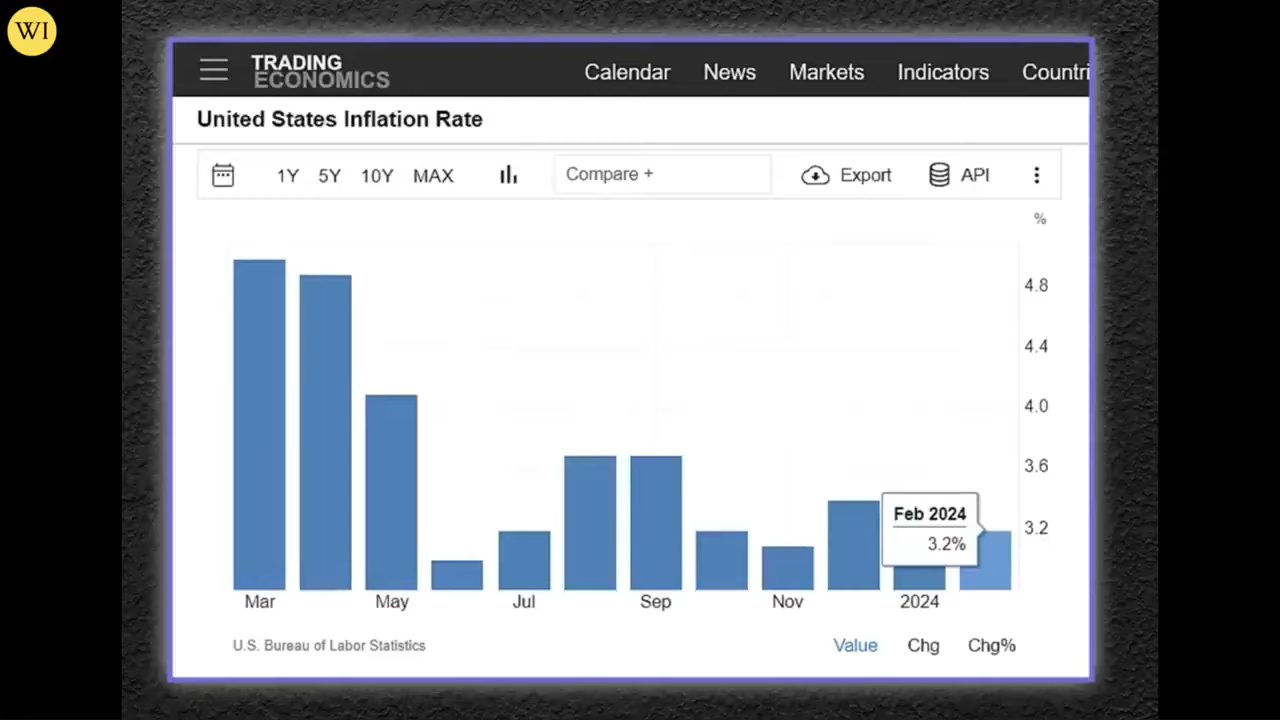 WI
TRADING
ECONOMICS
Calendar News Markets Indicators Countri
United States Inflation Rate
1Y 5Y 10Y MAX Compare + Export API
%
4.8
4.4
4.0
3.6
3.2
Feb 2024
3.2%
Mar May Jul Sep Nov 2024
U.S. Bureau of Labor Statistics
Value Chg Chg%